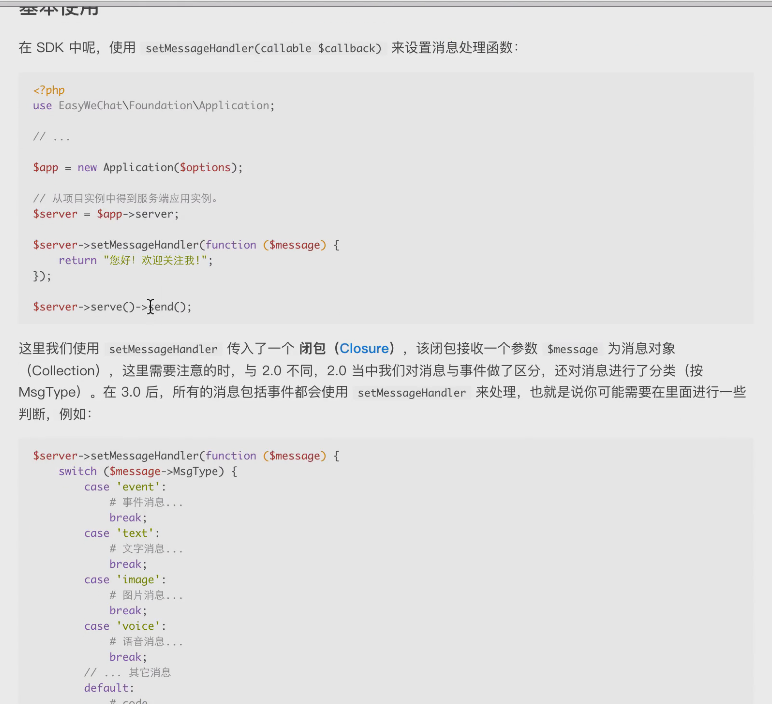 基本使用
在 SDK 中呢，使用 setMessageHandler(callable $callback) 来设置消息处理函数：
<?php
use EasyWeChat\Foundation\Application;
// ...
$app = new Application($options);
// 从项目实例中得到服务端应用实例。
$server = $app->server;
$server->setMessageHandler(function ($message) {
    return "您好！欢迎关注我!";
});
$server->serve()->send();
这里我们使用 setMessageHandler 传入了一个 闭包（Closure），该闭包接收一个参数 $message 为消息对象
（Collection），这里需要注意的时，与 2.0 不同，2.0 当中我们对消息与事件做了区分，还对消息进行了分类（按
MsgType）。在 3.0 后，所有的消息包括事件都会使用 setMessageHandler 来处理，也就是说你可能需要在里面进行一些
判断，例如：
$server->setMessageHandler(function ($message) {
    switch ($message->MsgType) {
        case 'event':
            # 事件消息...
            break;
        case 'text':
            # 文字消息...
            break;
        case 'image':
            # 图片消息...
            break;
        case 'voice':
            # 语音消息...
            break;
        // ... 其它消息
        default:
            # code